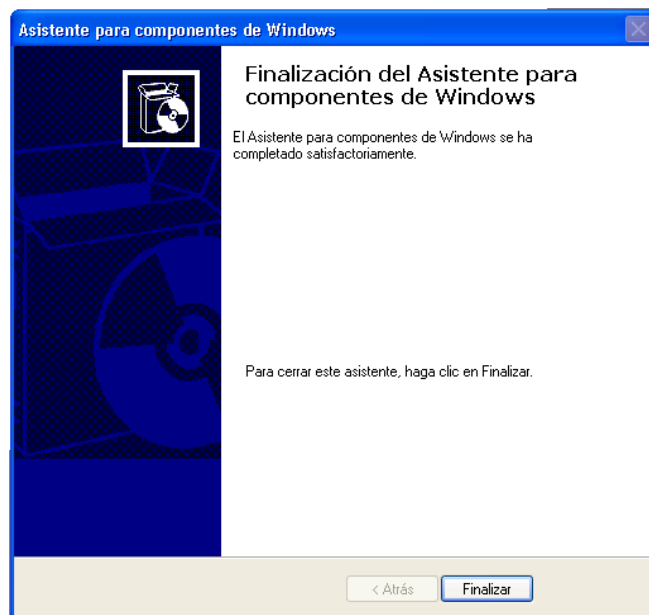 Asistente para componentes de Windows
Finalización del Asistente para
componentes de Windows
El Asistente para componentes de Windows se ha
completado satisfactoriamente.
Para cerrar este asistente, haga clic en Finalizar.
< Atrás
Finalizar